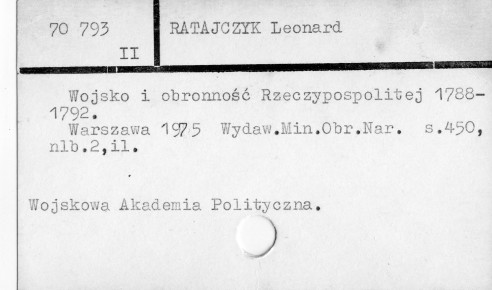 70 793 RATAJCZYK Leonard
II
Wojsko i obronność Rzeczypospolitej 1788-
1792.
Warszawa 1975 Wydaw.Min.Obr.Nar. s.450,
nlb.2,il.
Wojskowa Akademia Polityczna.